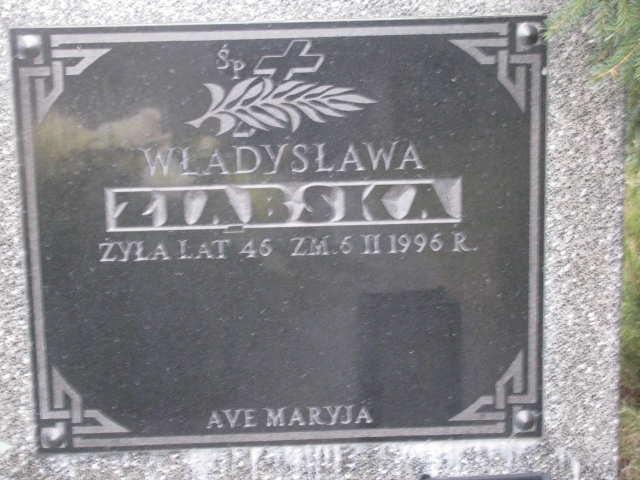 ŚP
WŁADYSŁAWA
ZIĄBSKA
ŻYŁA LAT 46 ZM. 6 II 1996 R.
AVE MARYJA